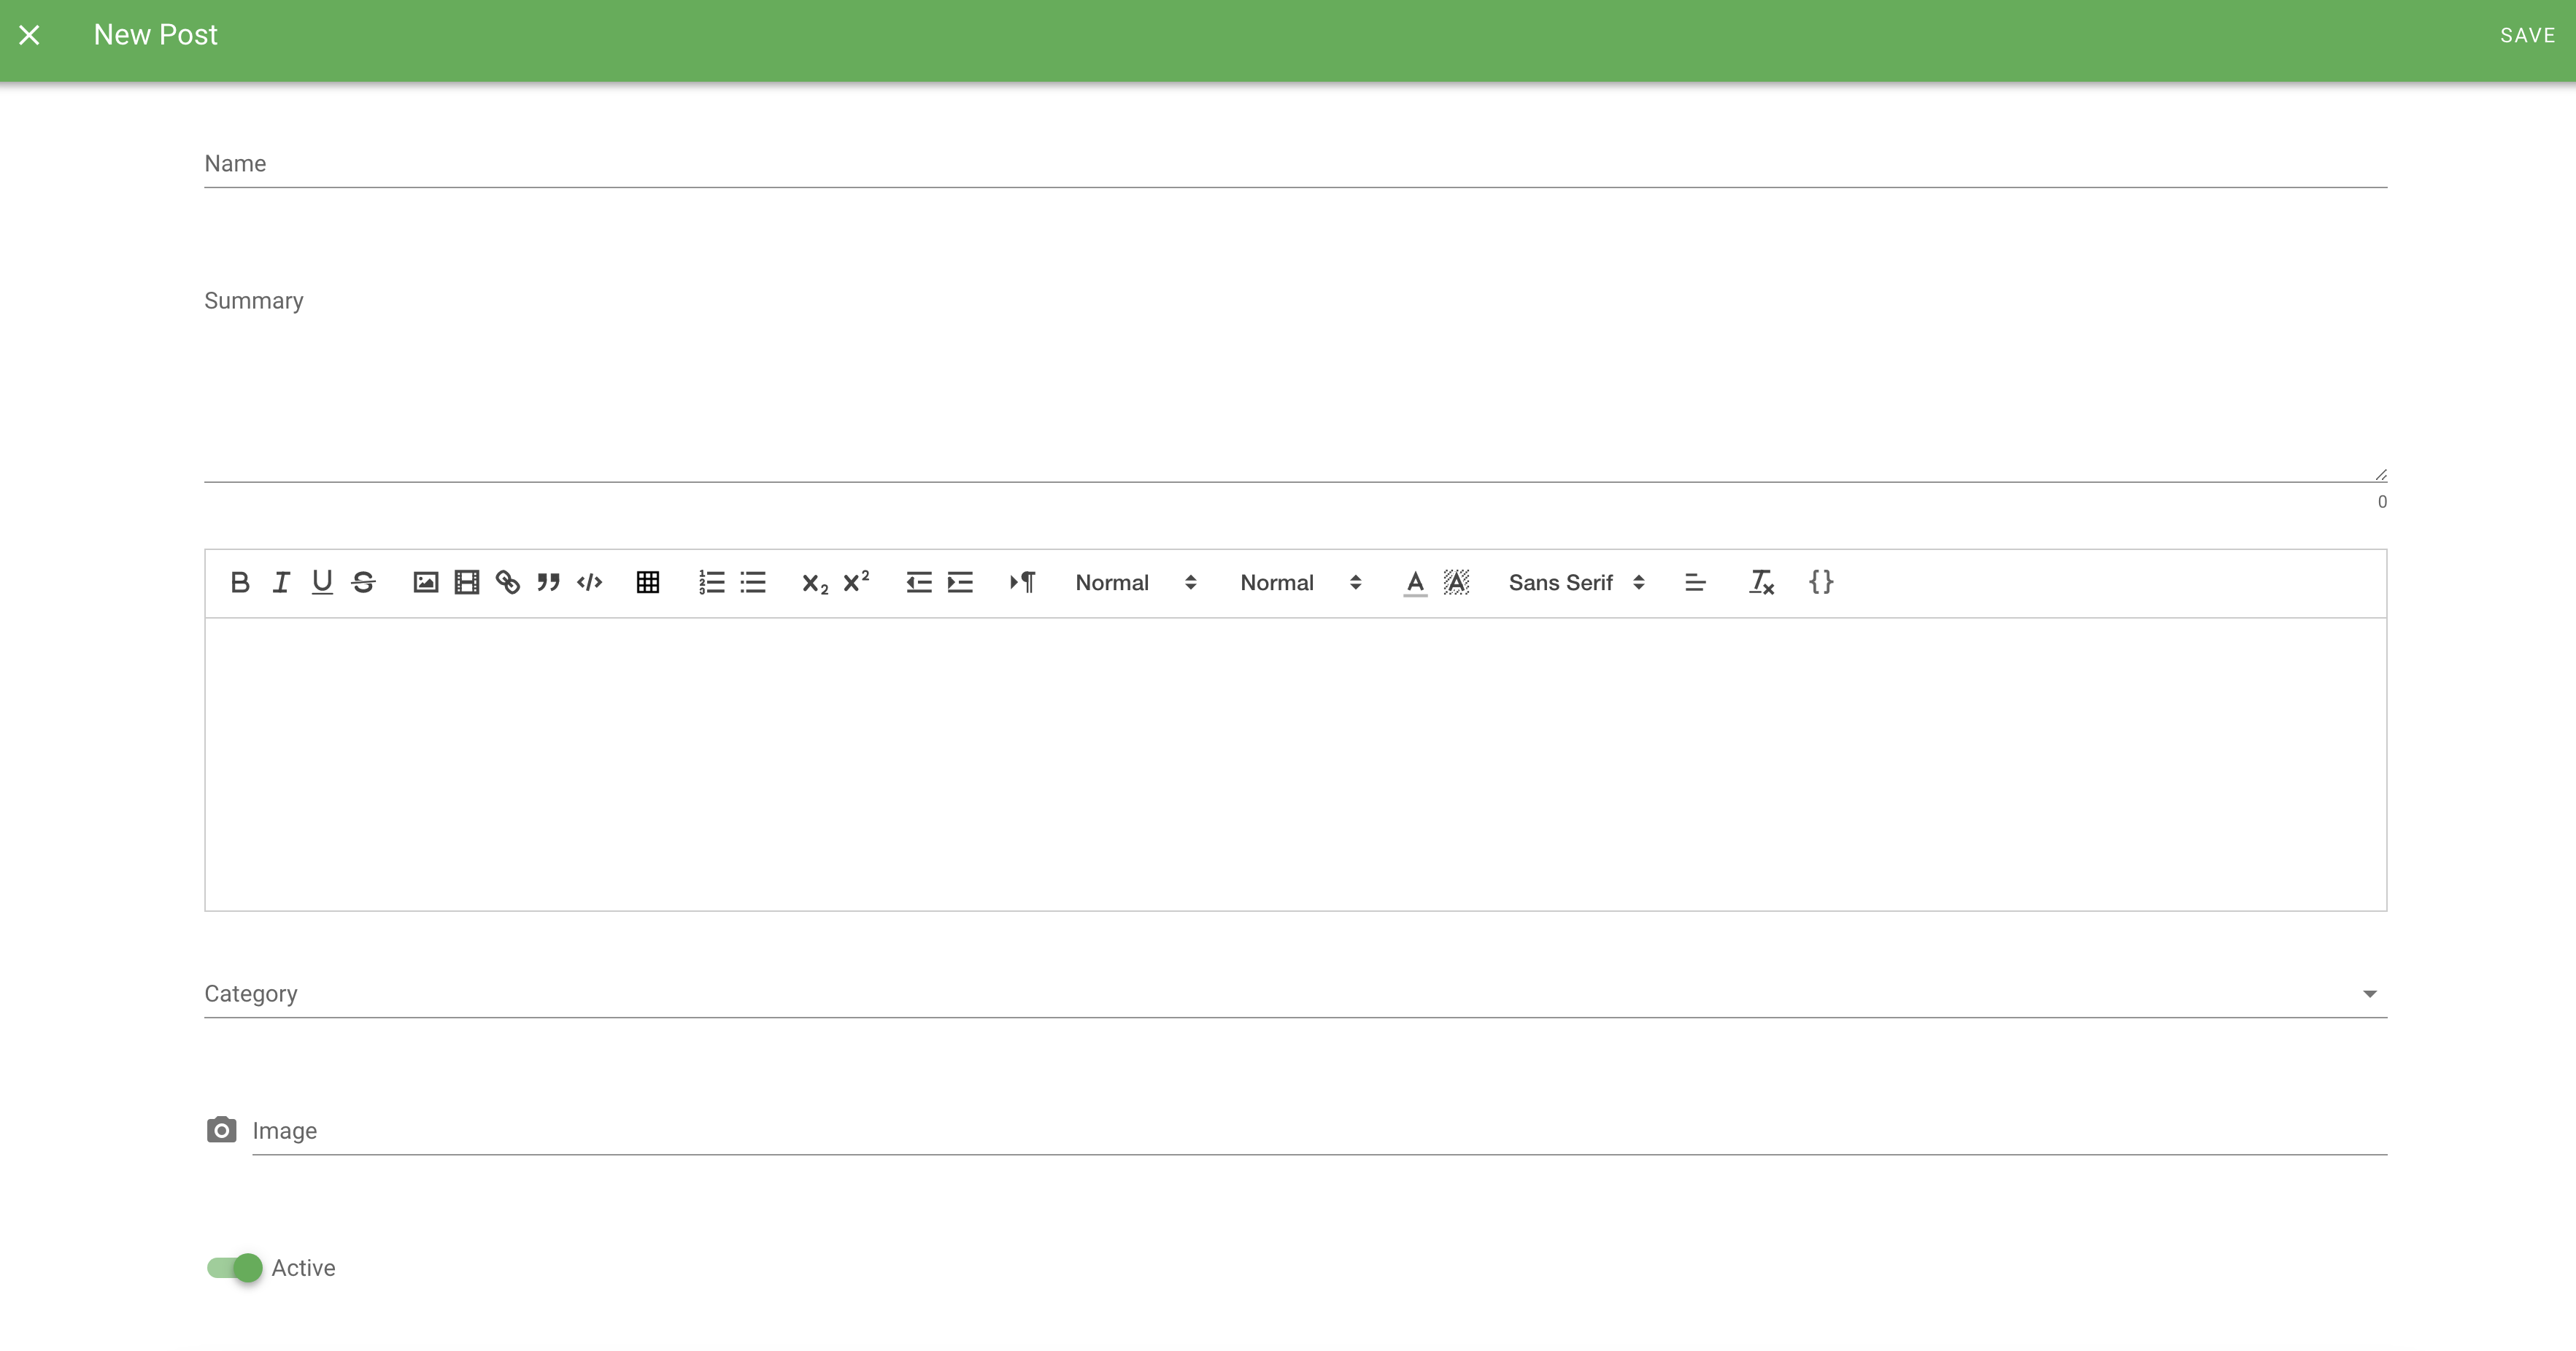 New Post
SAVE
Name
Summary
0
Normal Normal Sans Serif
Category
Image
Active